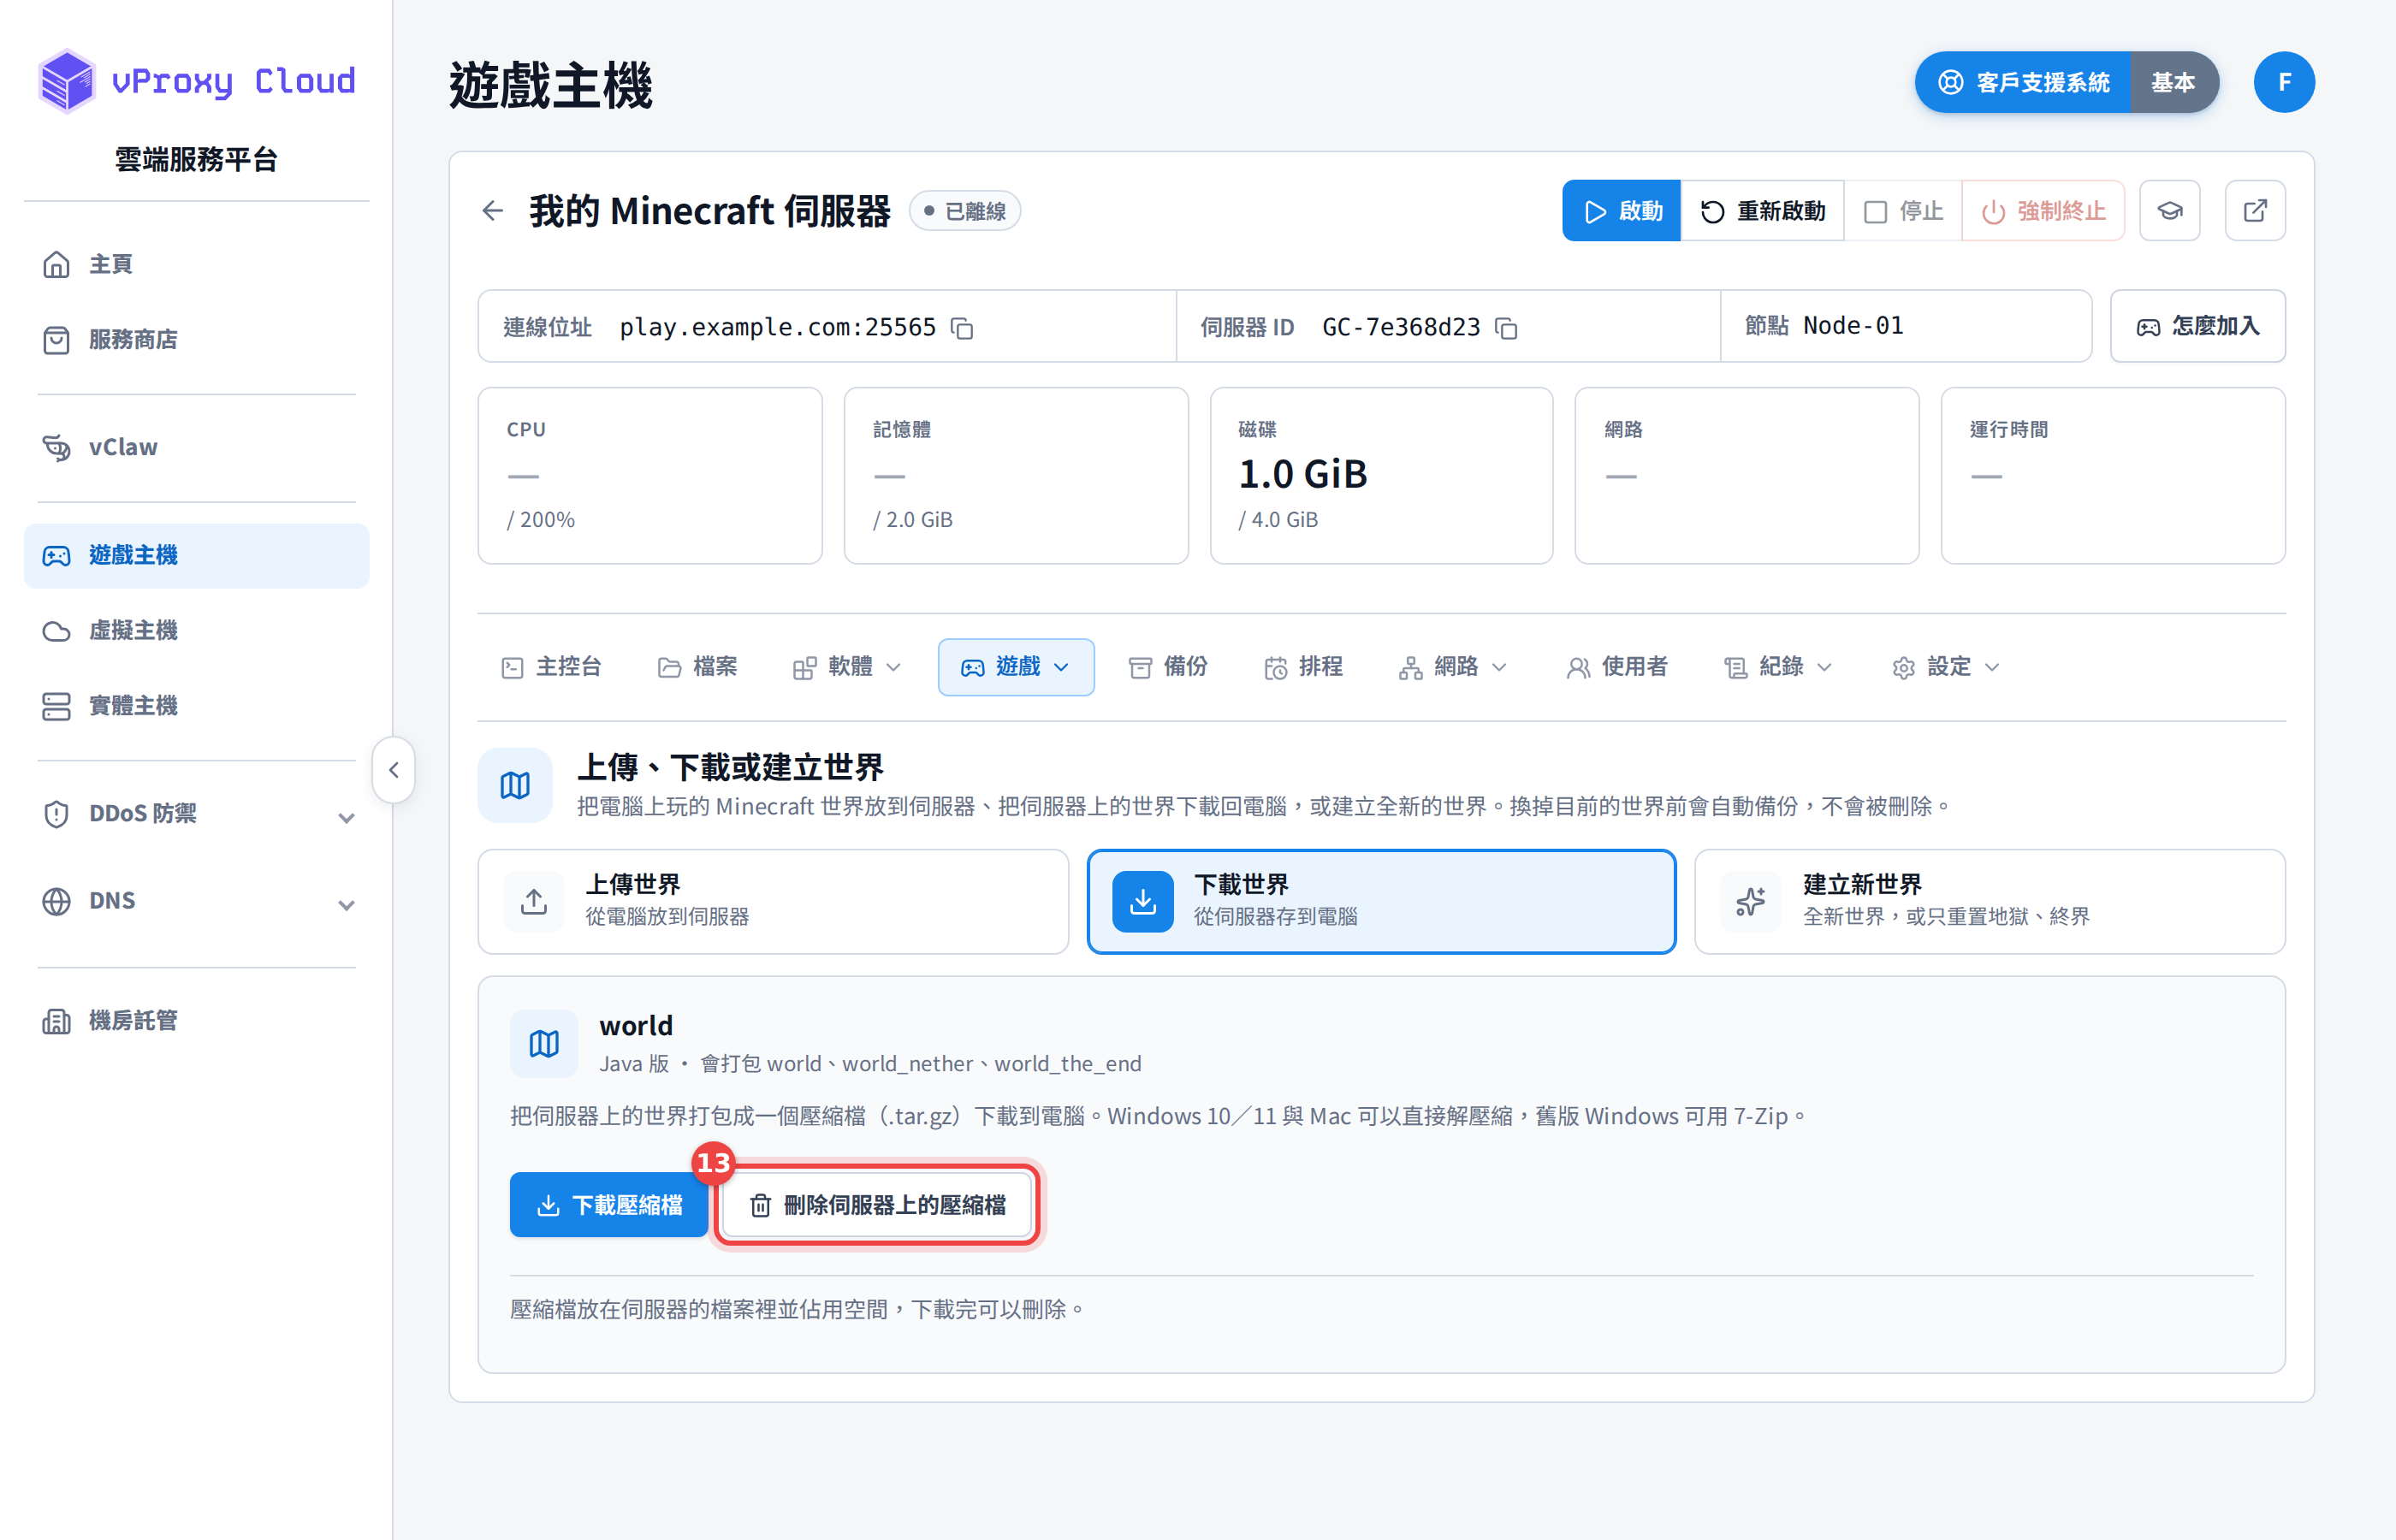 vProxy Cloud
雲端服務平台
主頁
服務商店
vClaw
遊戲主機
虛擬主機
實體主機
DDoS 防禦
DNS
機房託管
遊戲主機
客戶支援系統 基本 F
我的 Minecraft 伺服器 已離線 啟動 重新啟動 停止 強制終止
連線位址 play.example.com:25565 伺服器 ID GC-7e368d23 節點 Node-01 怎麼加入
CPU
—
/ 200%
記憶體
—
/ 2.0 GiB
磁碟
1.0 GiB
/ 4.0 GiB
網路
—
運行時間
—
主控台 檔案 軟體 遊戲 備份 排程 網路 使用者 紀錄 設定
上傳、下載或建立世界
把電腦上玩的 Minecraft 世界放到伺服器、把伺服器上的世界下載回電腦，或建立全新的世界。換掉目前的世界前會自動備份，不會被刪除。
上傳世界
從電腦放到伺服器
下載世界
從伺服器存到電腦
建立新世界
全新世界，或只重置地獄、終界
world
Java 版 · 會打包 world、world_nether、world_the_end
把伺服器上的世界打包成一個壓縮檔（.tar.gz）下載到電腦。Windows 10／11 與 Mac 可以直接解壓縮，舊版 Windows 可用 7-Zip。
13
下載壓縮檔 刪除伺服器上的壓縮檔
壓縮檔放在伺服器的檔案裡並佔用空間，下載完可以刪除。